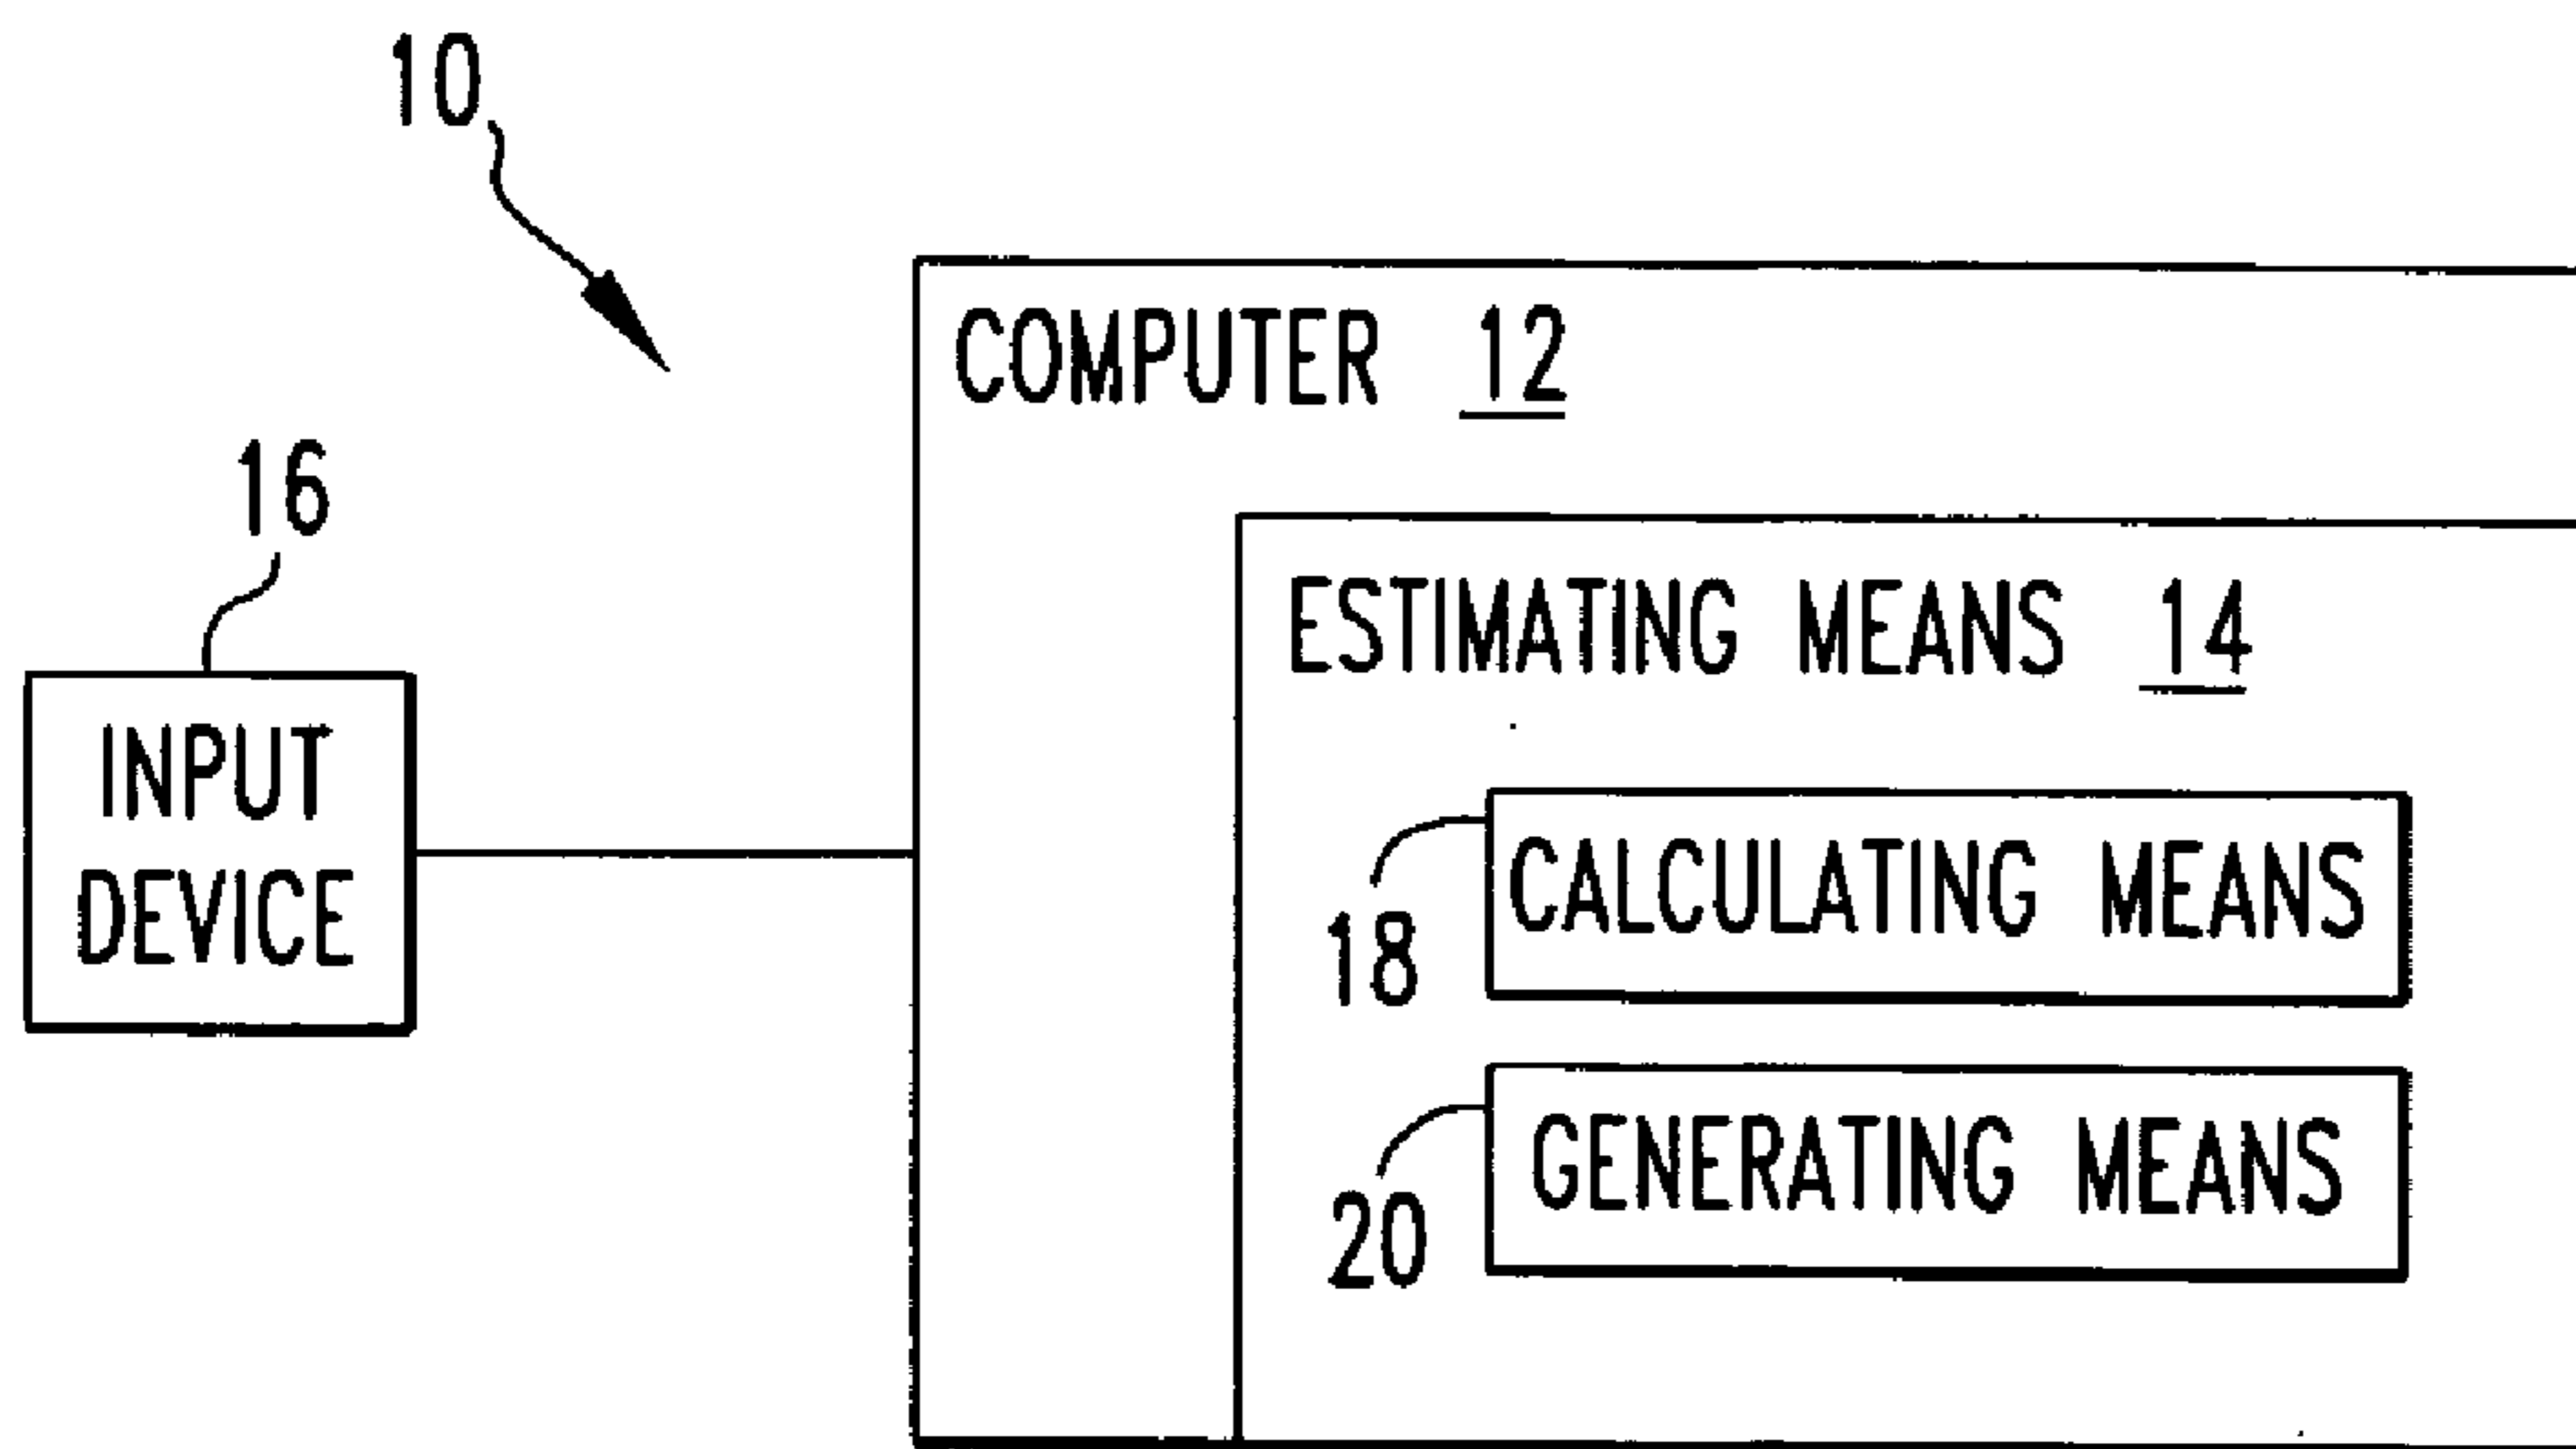 10
COMPUTER 12
16
ESTIMATING MEANS 14
INPUT
DEVICE
CALCULATING MEANS
18
GENERATING MEANS
20